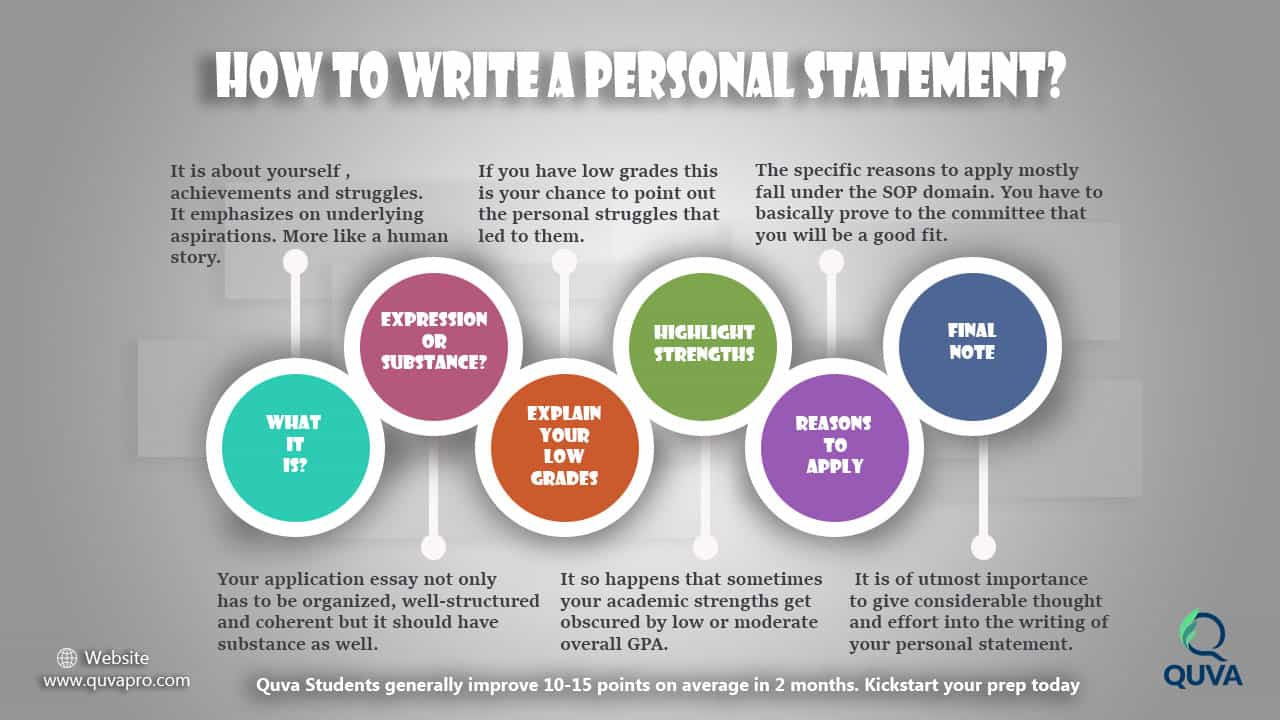 HOW TO WRITE A PERSONAL STATEMENT?
It is about yourself ,
achievements and struggles.
It emphasizes on underlying
aspirations. More like a human
story.
If you have low grades this
is your chance to point out
the personal struggles that
led to them.
The specific reasons to apply mostly
fall under the SOP domain. You have to
basically prove to the committee that
you will be a good fit.
WHAT
IT
IS?
EXPRESSION
OR
SUBSTANCE?
EXPLAIN
YOUR
LOW
GRADES
HIGHLIGHT
STRENGTHS
REASONS
TO
APPLY
FINAL
NOTE
Your application essay not only
has to be organized, well-structured
and coherent but it should have
substance as well.
It so happens that sometimes
your academic strengths get
obscured by low or moderate
overall GPA.
It is of utmost importance
to give considerable thought
and effort into the writing of
your personal statement.
Website
www.quvapro.com
Quva Students generally improve 10-15 points on average in 2 months. Kickstart your prep today
QUVA